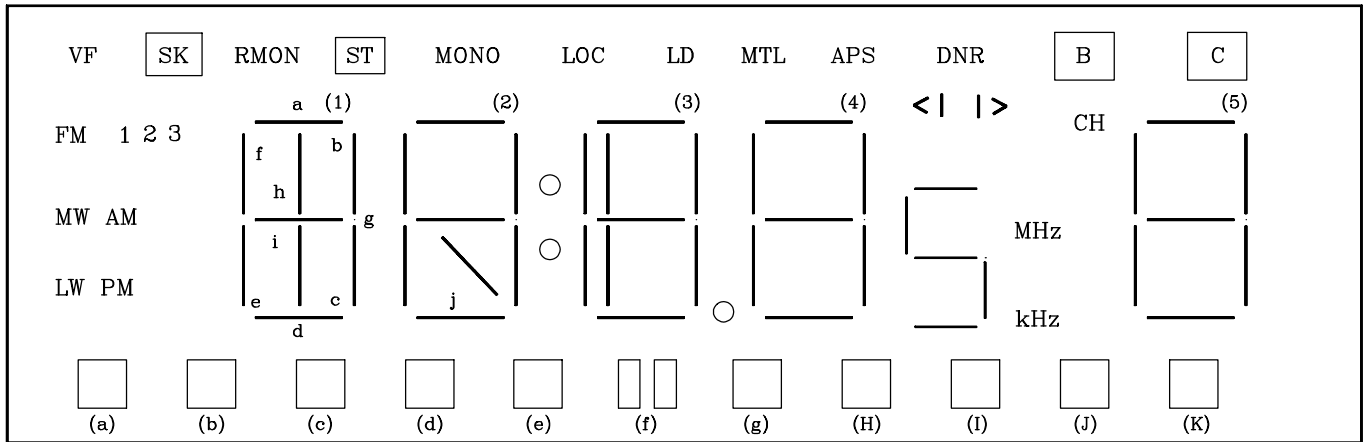 VF SK RMON ST MONO LOC LD MTL APS DNR B C
a (1) (2) (3) (4) <| |> (5)
FM 1 2 3 f b CH
h
MW AM g
i MHz
LW PM e c j
d kHz
(a) (b) (c) (d) (e) (f) (g) (H) (I) (J) (K)